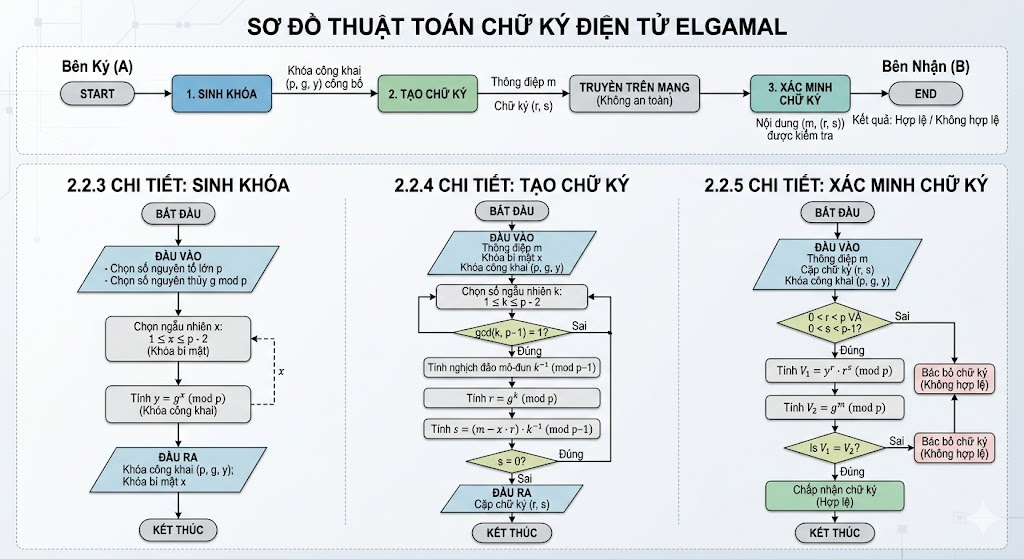 SƠ ĐỒ THUẬT TOÁN CHỮ KÝ ĐIỆN TỬ ELGAMAL
Bên Ký (A)
START
1. SINH KHÓA
Khóa công khai
(p, g, y) công bố
2. TẠO CHỮ KÝ
Thông điệp m
Chữ ký (r, s)
TRUYỀN TRÊN MẠNG
(Không an toàn)
3. XÁC MINH
CHỮ KÝ
Nội dung (m, (r, s))
được kiểm tra
Bên Nhận (B)
END
Kết quả: Hợp lệ / Không hợp lệ
2.2.3 CHI TIẾT: SINH KHÓA
BẮT ĐẦU
ĐẦU VÀO
- Chọn số nguyên tố lớn p
- Chọn số nguyên thủy g mod p
Chọn ngẫu nhiên x:
1 ≤ x ≤ p - 2
(Khóa bí mật)
x
Tính y = gˣ (mod p)
(Khóa công khai)
ĐẦU RA
Khóa công khai (p, g, y);
Khóa bí mật x
KẾT THÚC
2.2.4 CHI TIẾT: TẠO CHỮ KÝ
BẮT ĐẦU
ĐẦU VÀO
Thông điệp m
Khóa bí mật x
Khóa công khai (p, g, y)
Chọn số ngẫu nhiên k:
1 ≤ k ≤ p - 2
gcd(k, p−1) = 1?
Sai
Đúng
Tính nghịch đảo mô-đun k⁻¹ (mod p−1)
Tính r = gᵏ (mod p)
Tính s = (m − x · r) · k⁻¹ (mod p−1)
s = 0?
Đúng
Sai
ĐẦU RA
Cặp chữ ký (r, s)
KẾT THÚC
2.2.5 CHI TIẾT: XÁC MINH CHỮ KÝ
BẮT ĐẦU
ĐẦU VÀO
Thông điệp m
Cặp chữ ký (r, s)
Khóa công khai (p, g, y)
0 < r < p VÀ
0 < s < p-1?
Sai
Đúng
Tính V₁ = yʳ · rˢ (mod p)
Bác bỏ chữ ký
(Không hợp lệ)
Tính V₂ = gᵐ (mod p)
Is V₁ = V₂?
Sai
Bác bỏ chữ ký
(Không hợp lệ)
Đúng
Chấp nhận chữ ký
(Hợp lệ)
KẾT THÚC